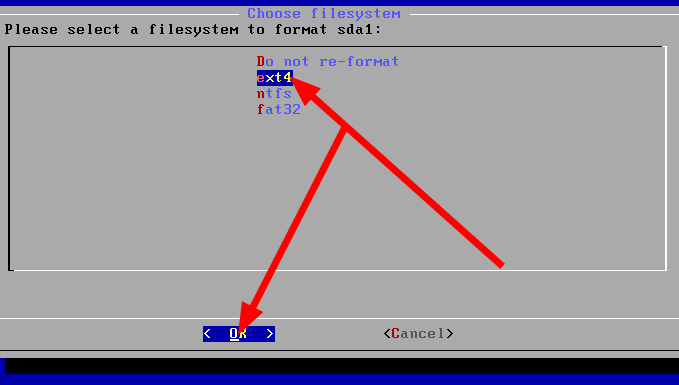 Choose filesystem
Please select a filesystem to format sda1:
Do not re-format
ext4
ntfs
fat32
< OK > <Cancel>